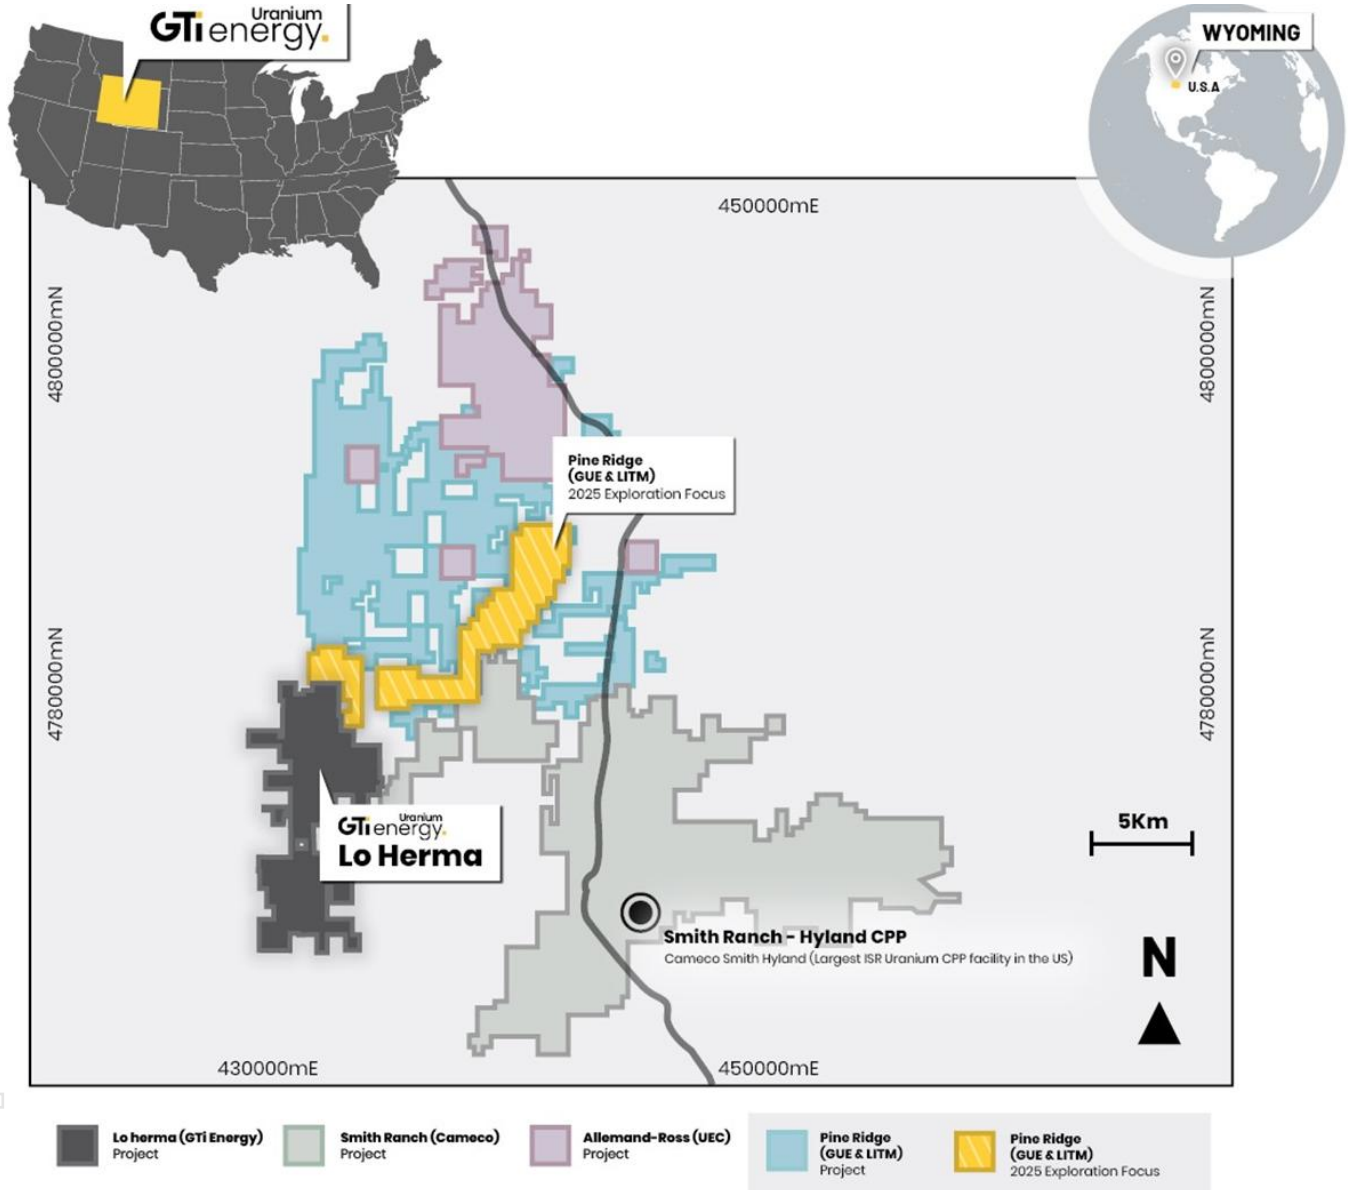 Uranium
GTi energy.
WYOMING
U.S.A
450000mE
4800000mN
4800000mN
Pine Ridge
(GUE & LITM)
2025 Exploration Focus
4780000mN
4780000mN
Uranium
GTi energy.
Lo Herma
5Km
Smith Ranch - Hyland CPP
Cameco Smith Hyland (Largest ISR Uranium CPP facility in the US)
N
430000mE
450000mE
Lo herma (GTi Energy)
Project
Smith Ranch (Cameco)
Project
Allemand-Ross (UEC)
Project
Pine Ridge
(GUE & LITM)
Project
Pine Ridge
(GUE & LITM)
2025 Exploration Focus